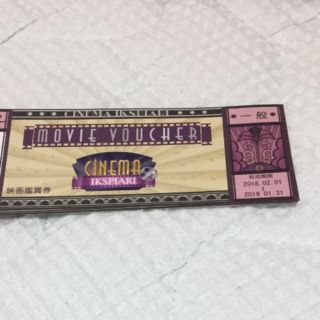 CINEMA IKSPIARI
MOVIE VOUCHER
CINEMA
IKSPIARI
映画鑑賞券
一般
有効期限
2018.02.01
2019.01.31